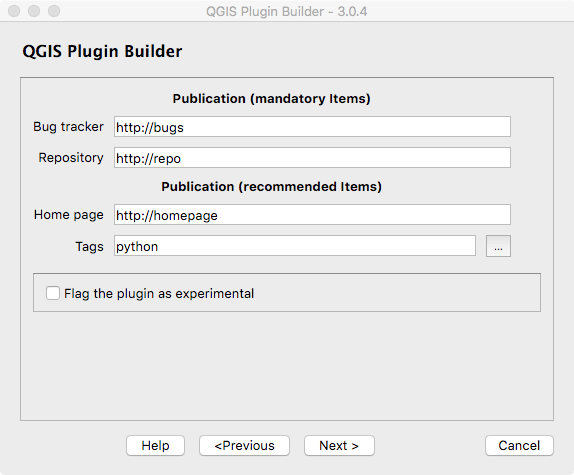 QGIS Plugin Builder - 3.0.4
QGIS Plugin Builder
Publication (mandatory Items)
Bug tracker http://bugs
Repository http://repo
Publication (recommended Items)
Home page http://homepage
Tags python ...
Flag the plugin as experimental
Help <Previous Next > Cancel